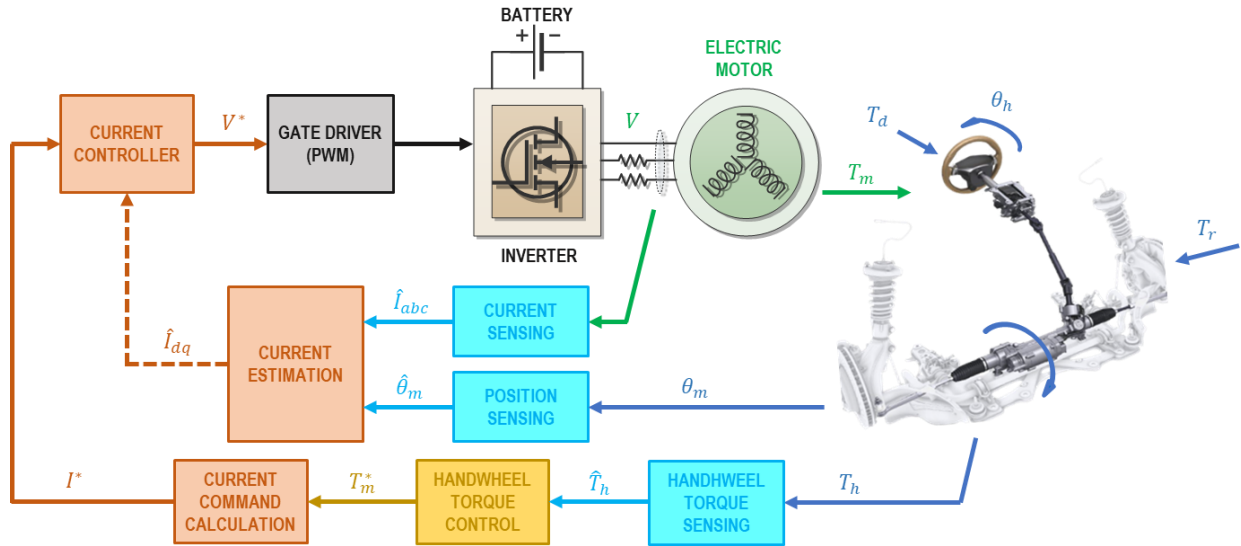 BATTERY
+ −
ELECTRIC
MOTOR
CURRENT
CONTROLLER
V*
GATE DRIVER
(PWM)
V
T_m
T_d
θ_h
T_r
INVERTER
Î_abc
CURRENT
SENSING
Î_dq
CURRENT
ESTIMATION
θ̂_m
POSITION
SENSING
θ_m
I*
CURRENT
COMMAND
CALCULATION
T_m^*
HANDWHEEL
TORQUE
CONTROL
T̂_h
HANDHWEEL
TORQUE
SENSING
T_h